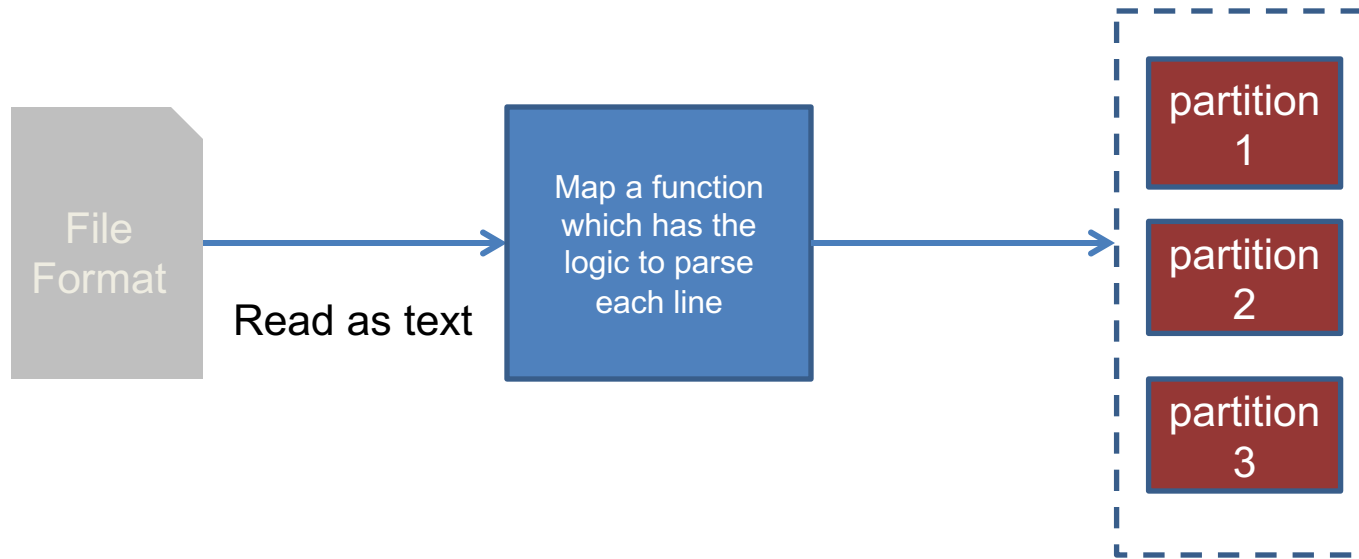 File
Format
Read as text
Map a function
which has the
logic to parse
each line
partition
1
partition
2
partition
3